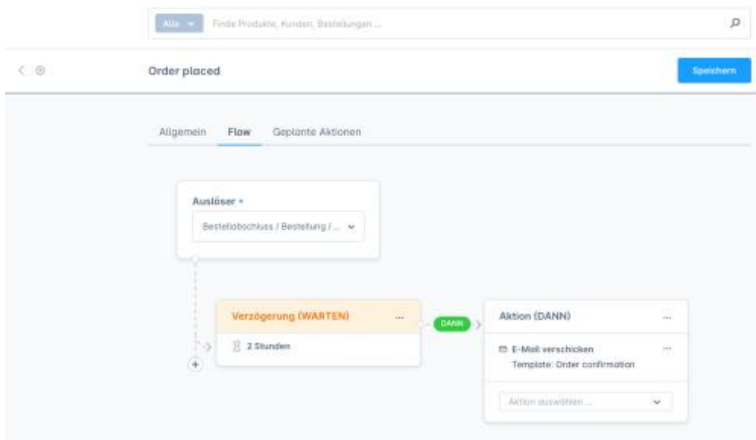 Alle
Finde Produkte, Kunden, Bestellungen ...
Order placed
Speichern
Allgemein
Flow
Geplante Aktionen
Auslöser *
Bestellabschluss / Bestellung / ...
Verzögerung (WARTEN)
...
DANN
Aktion (DANN)
...
2 Stunden
E-Mail verschicken
...
Template: Order confirmation
Aktion auswählen ...